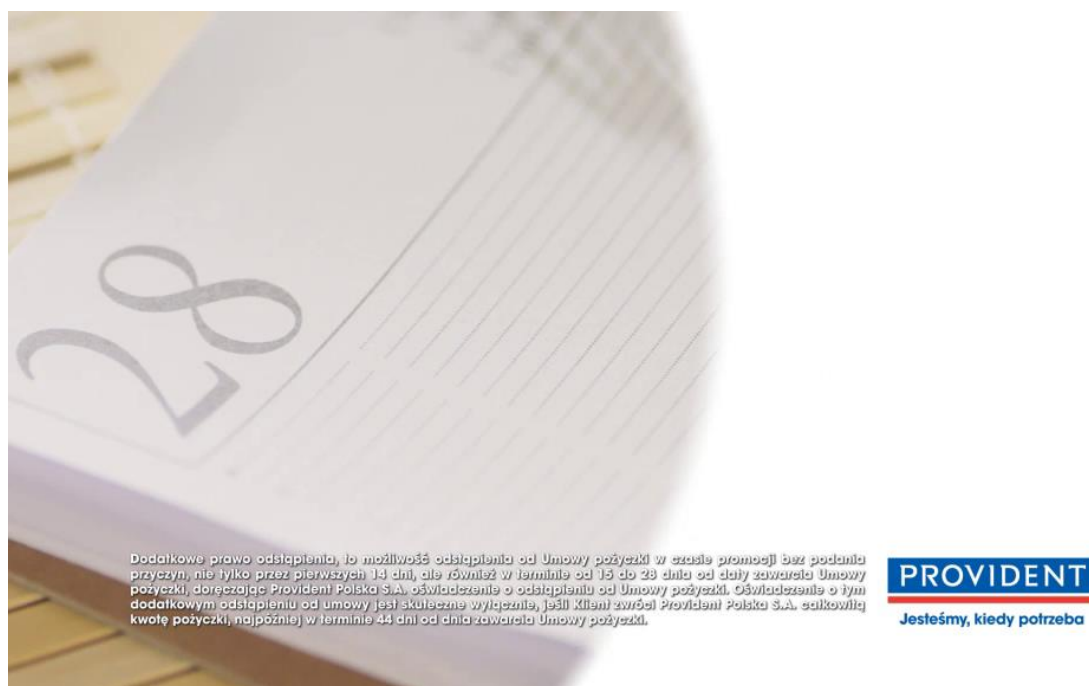 28
Dodatkowe prawo odstąpienia, to możliwość odstąpienia od Umowy pożyczki w czasie promocji bez podania
przyczyn, nie tylko przez pierwszych 14 dni, ale również w terminie od 15 do 28 dnia od daty zawarcia Umowy
pożyczki, doręczając Provident Polska S.A. oświadczenie o odstąpieniu od Umowy pożyczki. Oświadczenie o tym
dodatkowym odstąpieniu od umowy jest skuteczne wyłącznie, jeśli Klient zwróci Provident Polska S.A. całkowitą
kwotę pożyczki, najpóźniej w terminie 44 dni od dnia zawarcia Umowy pożyczki.
PROVIDENT
Jesteśmy, kiedy potrzeba